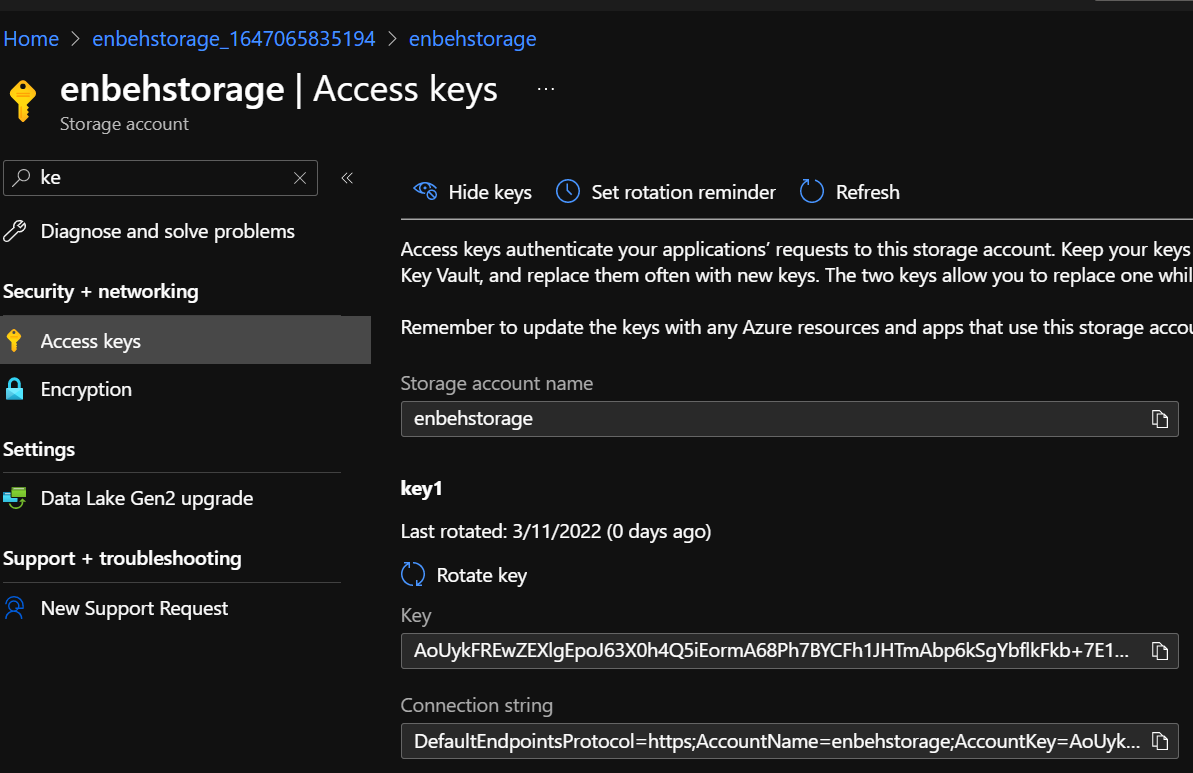 Home > enbehstorage_1647065835194 > enbehstorage
enbehstorage | Access keys ...
Storage account
ke
Hide keys Set rotation reminder Refresh
Diagnose and solve problems
Security + networking
Access keys
Encryption
Settings
Data Lake Gen2 upgrade
Support + troubleshooting
New Support Request
Access keys authenticate your applications’ requests to this storage account. Keep your keys
Key Vault, and replace them often with new keys. The two keys allow you to replace one whil
Remember to update the keys with any Azure resources and apps that use this storage accou
Storage account name
enbehstorage
key1
Last rotated: 3/11/2022 (0 days ago)
Rotate key
Key
AoUykFREwZEXlgEpoJ63X0h4Q5iEormA68Ph7BYCFh1JHTmAbp6kSgYbflkFkb+7E1...
Connection string
DefaultEndpointsProtocol=https;AccountName=enbehstorage;AccountKey=AoUyk...